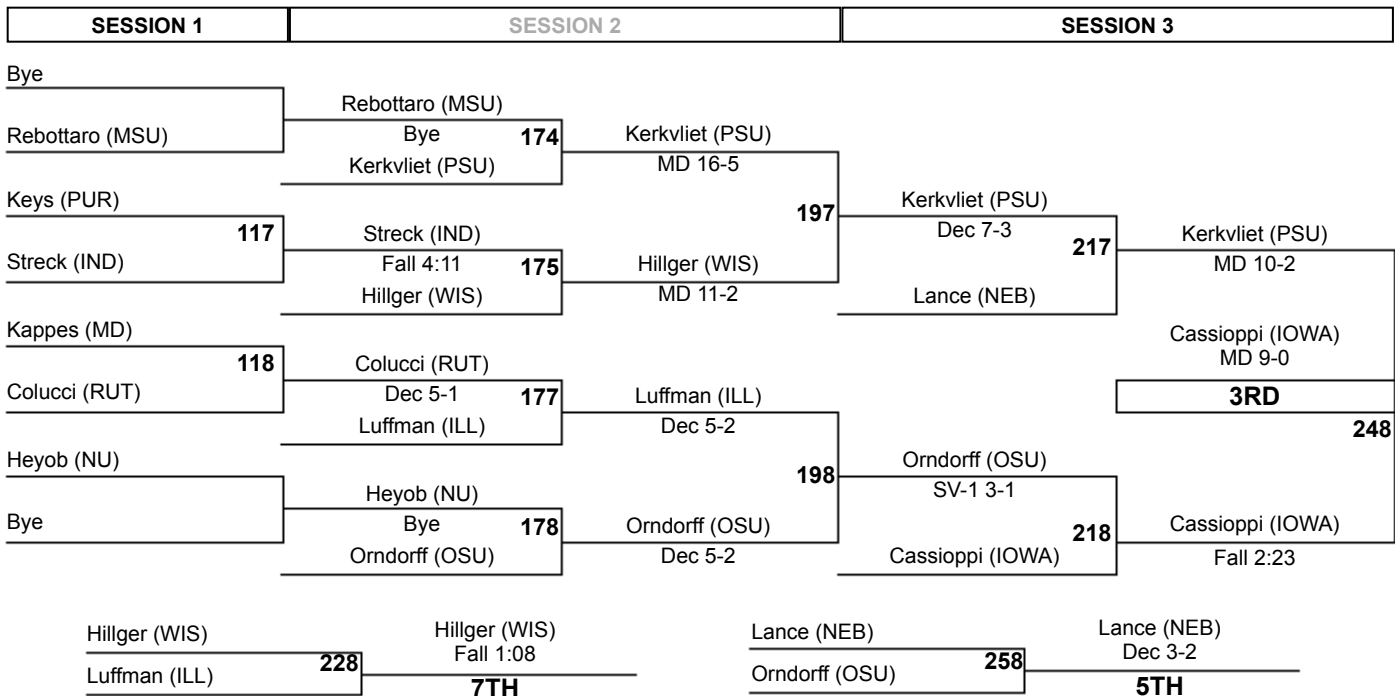 SESSION 1 SESSION 2 SESSION 3
Bye
Rebottaro (MSU)
Keys (PUR)
117
Streck (IND)
Kappes (MD)
118
Colucci (RUT)
Heyob (NU)
Bye
Rebottaro (MSU)
Bye 174
Kerkvliet (PSU)
Streck (IND)
Fall 4:11 175
Hillger (WIS)
Colucci (RUT)
Dec 5-1 177
Luffman (ILL)
Heyob (NU)
Bye 178
Orndorff (OSU)
Kerkvliet (PSU)
MD 16-5
197
Hillger (WIS)
MD 11-2
Luffman (ILL)
Dec 5-2
198
Orndorff (OSU)
Dec 5-2
Kerkvliet (PSU)
Dec 7-3
217
Lance (NEB)
Orndorff (OSU)
SV-1 3-1
218
Cassioppi (IOWA)
Kerkvliet (PSU)
MD 10-2
Cassioppi (IOWA)
MD 9-0
3RD
248
Cassioppi (IOWA)
Fall 2:23
Hillger (WIS)
228
Luffman (ILL)
Hillger (WIS)
Fall 1:08
7TH
Lance (NEB)
258
Orndorff (OSU)
Lance (NEB)
Dec 3-2
5TH